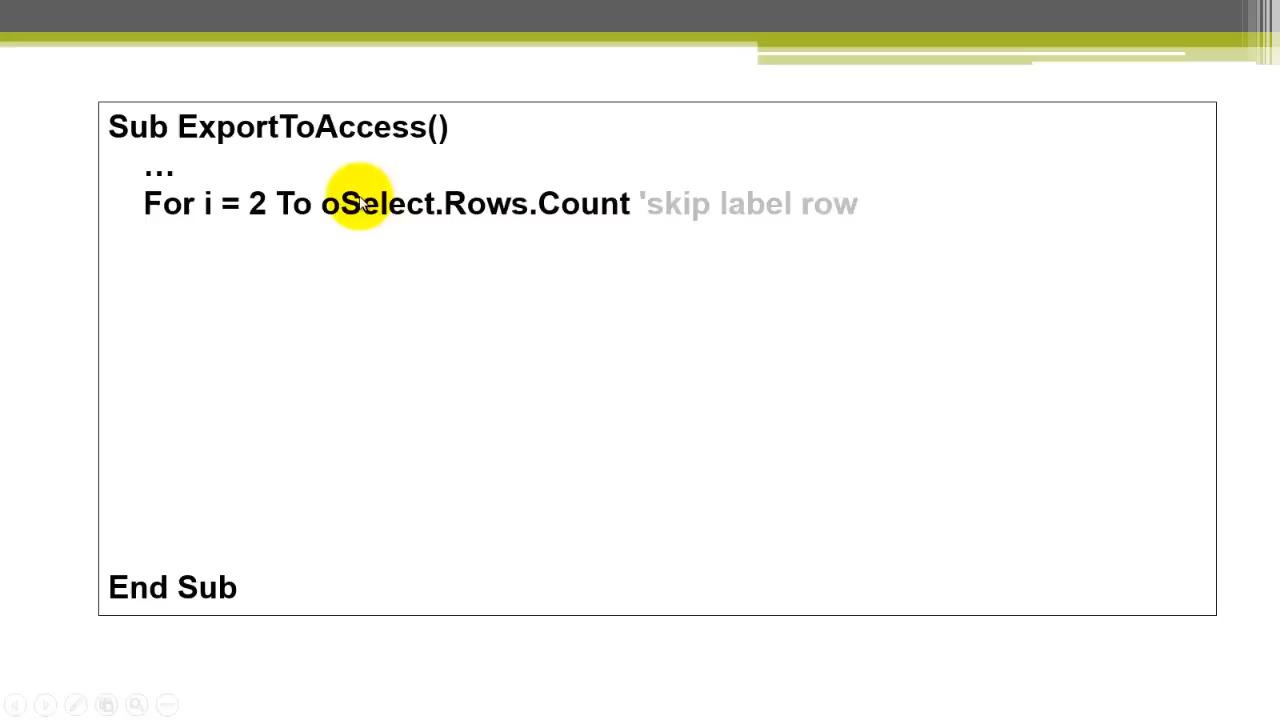 Sub ExportToAccess()
…
For i = 2 To oSelect.Rows.Count 'skip label row
End Sub